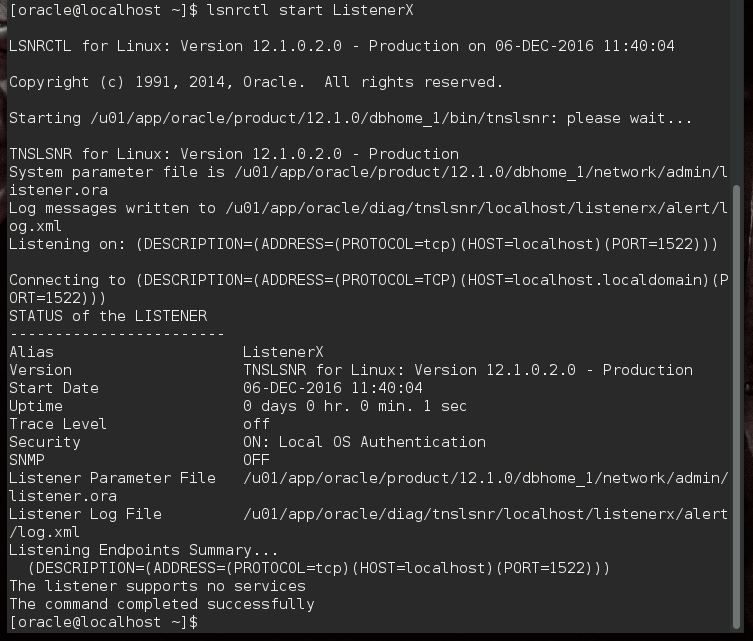 [oracle@localhost ~]$ lsnrctl start ListenerX
LSNRCTL for Linux: Version 12.1.0.2.0 - Production on 06-DEC-2016 11:40:04
Copyright (c) 1991, 2014, Oracle.  All rights reserved.
Starting /u01/app/oracle/product/12.1.0/dbhome_1/bin/tnslsnr: please wait...
TNSLSNR for Linux: Version 12.1.0.2.0 - Production
System parameter file is /u01/app/oracle/product/12.1.0/dbhome_1/network/admin/l
istener.ora
Log messages written to /u01/app/oracle/diag/tnslsnr/localhost/listenerx/alert/l
og.xml
Listening on: (DESCRIPTION=(ADDRESS=(PROTOCOL=tcp)(HOST=localhost)(PORT=1522)))
Connecting to (DESCRIPTION=(ADDRESS=(PROTOCOL=TCP)(HOST=localhost.localdomain)(P
ORT=1522)))
STATUS of the LISTENER
------------------------
Alias                     ListenerX
Version                   TNSLSNR for Linux: Version 12.1.0.2.0 - Production
Start Date                06-DEC-2016 11:40:04
Uptime                    0 days 0 hr. 0 min. 1 sec
Trace Level               off
Security                  ON: Local OS Authentication
SNMP                      OFF
Listener Parameter File   /u01/app/oracle/product/12.1.0/dbhome_1/network/admin/
listener.ora
Listener Log File         /u01/app/oracle/diag/tnslsnr/localhost/listenerx/alert
/log.xml
Listening Endpoints Summary...
  (DESCRIPTION=(ADDRESS=(PROTOCOL=tcp)(HOST=localhost)(PORT=1522)))
The listener supports no services
The command completed successfully
[oracle@localhost ~]$